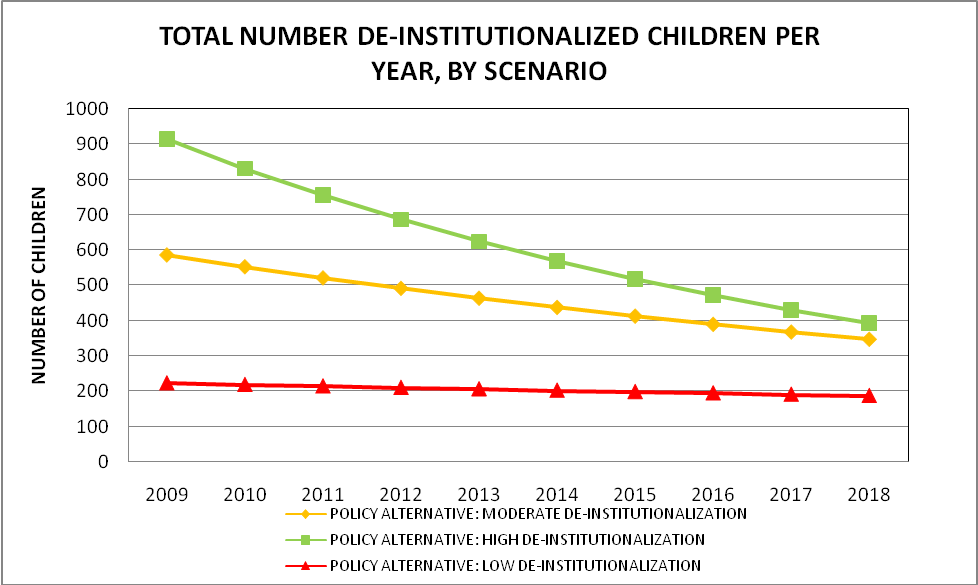 TOTAL NUMBER DE-INSTITUTIONALIZED CHILDREN PER
YEAR, BY SCENARIO
NUMBER OF CHILDREN
1000
900
800
700
600
500
400
300
200
100
0
2009 2010 2011 2012 2013 2014 2015 2016 2017 2018
POLICY ALTERNATIVE: MODERATE DE-INSTITUTIONALIZATION
POLICY ALTERNATIVE: HIGH DE-INSTITUTIONALIZATION
POLICY ALTERNATIVE: LOW DE-INSTITUTIONALIZATION